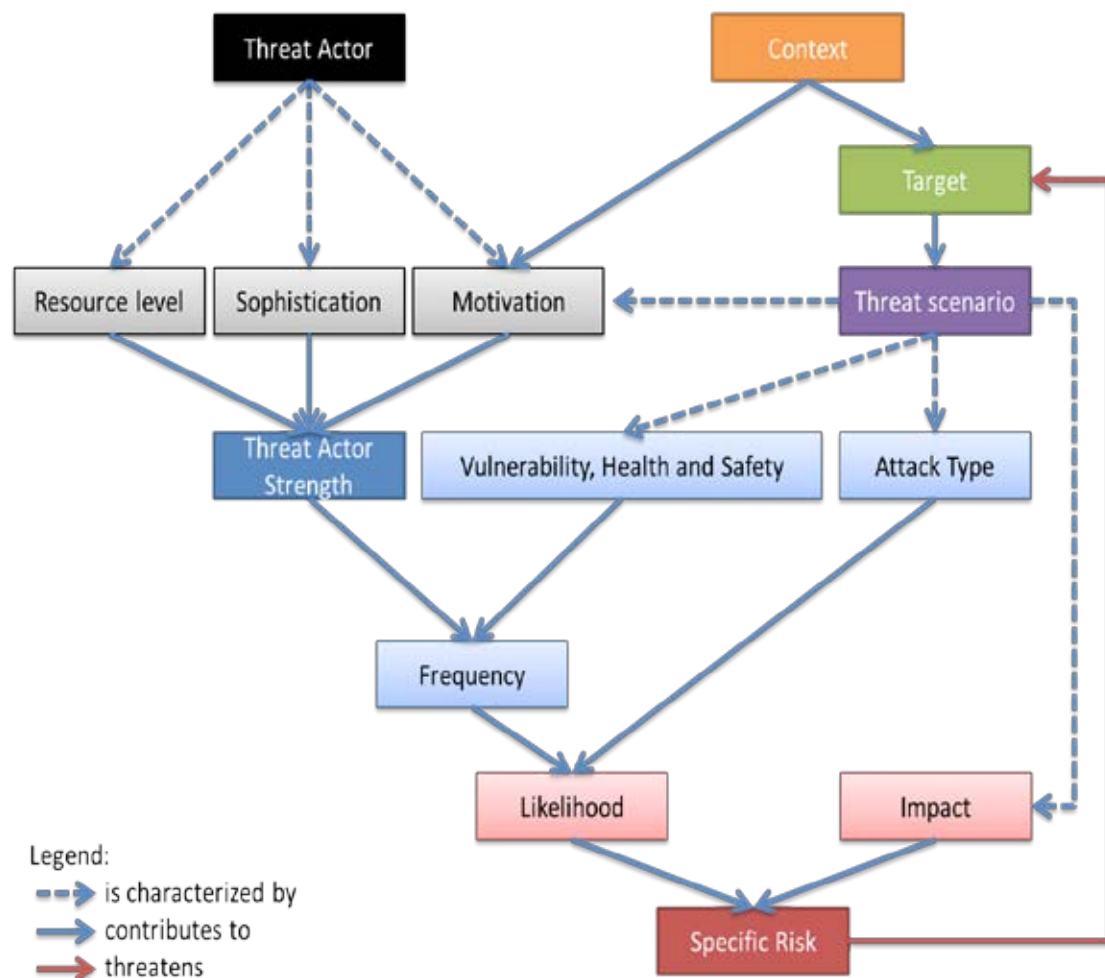 Threat Actor
Context
Target
Resource level
Sophistication
Motivation
Threat scenario
Threat Actor
Strength
Vulnerability, Health and Safety
Attack Type
Frequency
Likelihood
Impact
Legend:
is characterized by
contributes to
threatens
Specific Risk